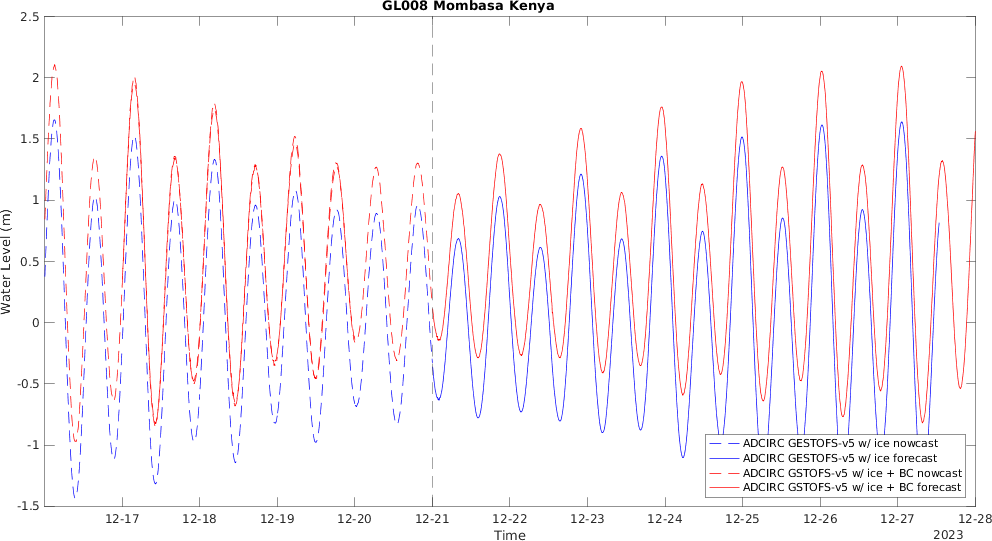 GL008 Mombasa Kenya
2.5
2
1.5
1
0.5
0
-0.5
-1
-1.5
Water Level (m)
ADCIRC GESTOFS-v5 w/ ice nowcast
ADCIRC GESTOFS-v5 w/ ice forecast
ADCIRC GSTOFS-v5 w/ ice + BC nowcast
ADCIRC GSTOFS-v5 w/ ice + BC forecast
12-17 12-18 12-19 12-20 12-21 12-22 12-23 12-24 12-25 12-26 12-27 12-28
Time
2023